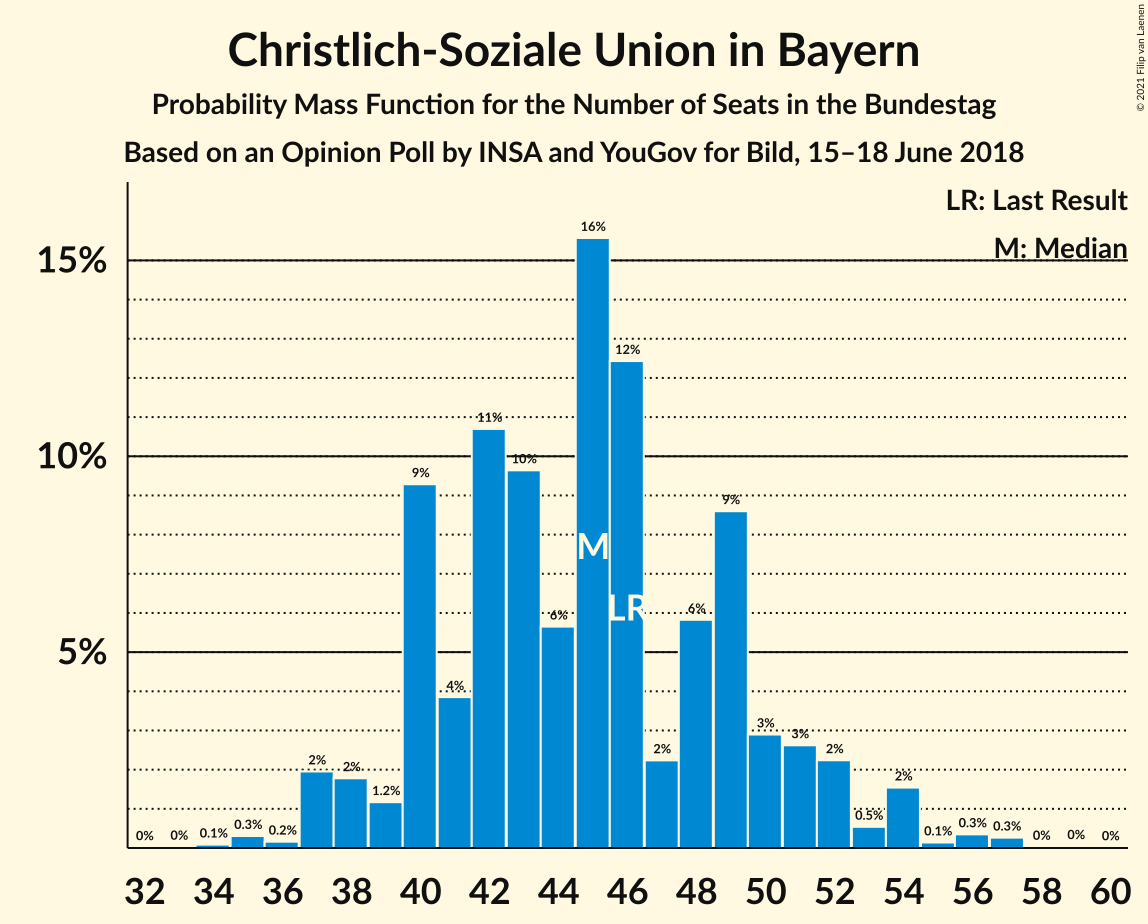 Christlich-Soziale Union in Bayern
Probability Mass Function for the Number of Seats in the Bundestag
Based on an Opinion Poll by INSA and YouGov for Bild, 15–18 June 2018
© 2021 Filip van Laenen
LR: Last Result
M: Median
15%
10%
5%
0% 0% 0.1% 0.3% 0.2% 2% 2% 1.2% 9% 4% 11% 10% 6% 16% 12% 2% 6% 9% 3% 3% 2% 0.5% 2% 0.1% 0.3% 0.3% 0% 0% 0%
M
LR
32 34 36 38 40 42 44 46 48 50 52 54 56 58 60